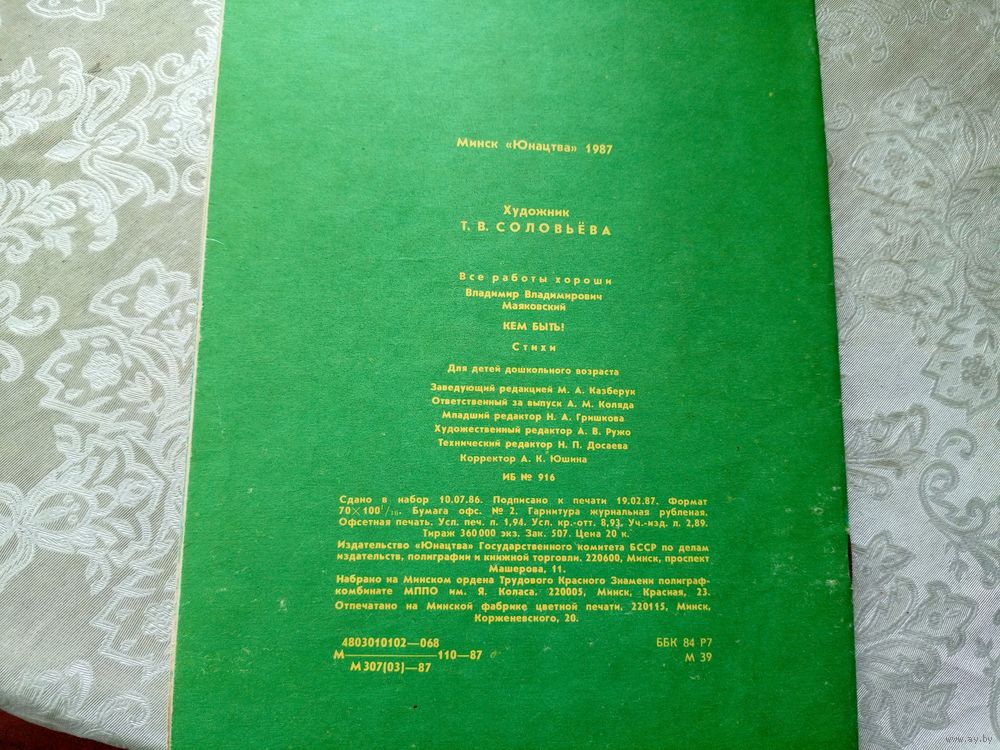 Минск «Юнацтва» 1987
Художник
Т. В. СОЛОВЬЁВА
Все работы хороши
Владимир Владимирович
Маяковский
КЕМ БЫТЬ!
Стихи
Для детей дошкольного возраста
Заведующий редакцией М. А. Казберук
Ответственный за выпуск А. М. Коляда
Младший редактор Н. А. Гришкова
Художественный редактор А. В. Ружо
Технический редактор Н. П. Досаева
Корректор А. К. Юшина
ИБ № 916
Сдано в набор 10.07.86. Подписано к печати 19.02.87. Формат
70×100¹/₁₆. Бумага офс. № 2. Гарнитура журнальная рубленая.
Офсетная печать. Усл. печ. л. 1,94. Усл. кр.-отт. 8,93. Уч.-изд. л. 2,89.
Тираж 360000 экз. Зак. 507. Цена 20 к.
Издательство «Юнацтва» Государственного комитета БССР по делам
издательств, полиграфии и книжной торговли. 220600, Минск, проспект
Машерова, 11.
Набрано на Минском ордена Трудового Красного Знамени полиграф-
комбинате МППО им. Я. Коласа. 220005, Минск, Красная, 23.
Отпечатано на Минской фабрике цветной печати. 220115, Минск,
Корженевского, 20.
4803010102—068
М————110—87
М307(03)—87
ББК 84 Р7
М 39
www.ay.by